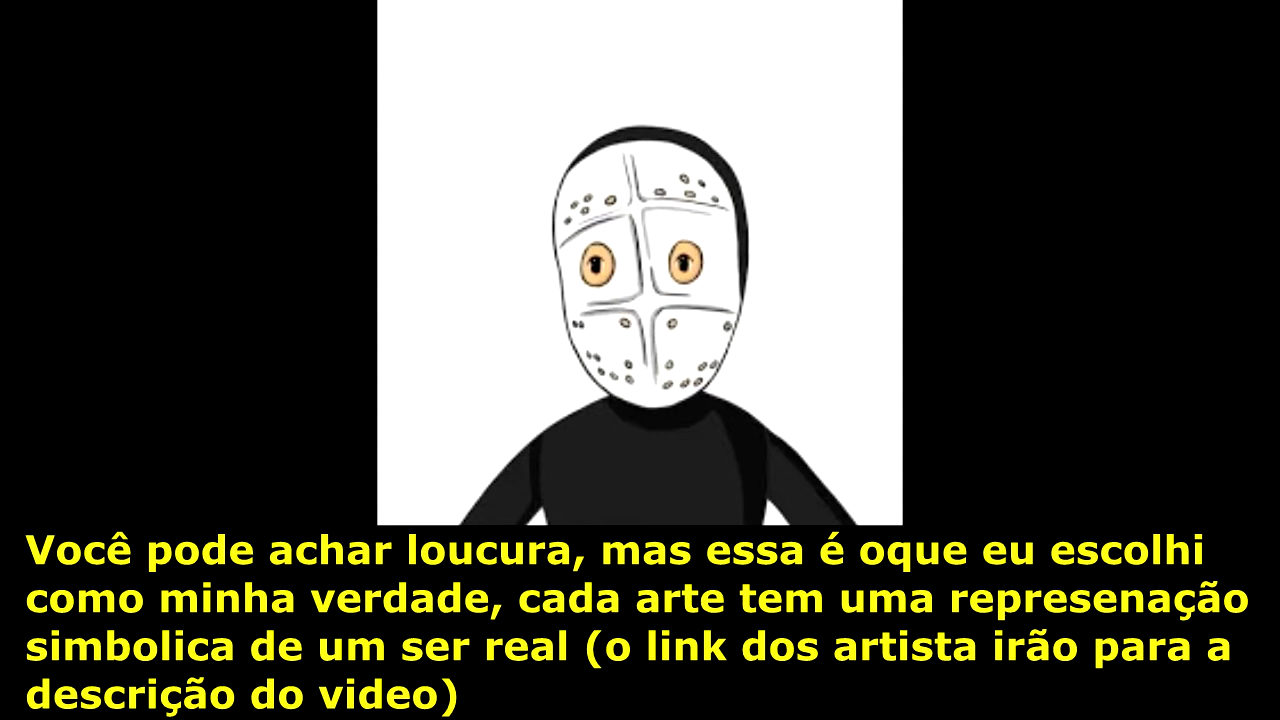 Você pode achar loucura, mas essa é oque eu escolhi
como minha verdade, cada arte tem uma represenação
simbolica de um ser real (o link dos artista irão para a
descrição do video)